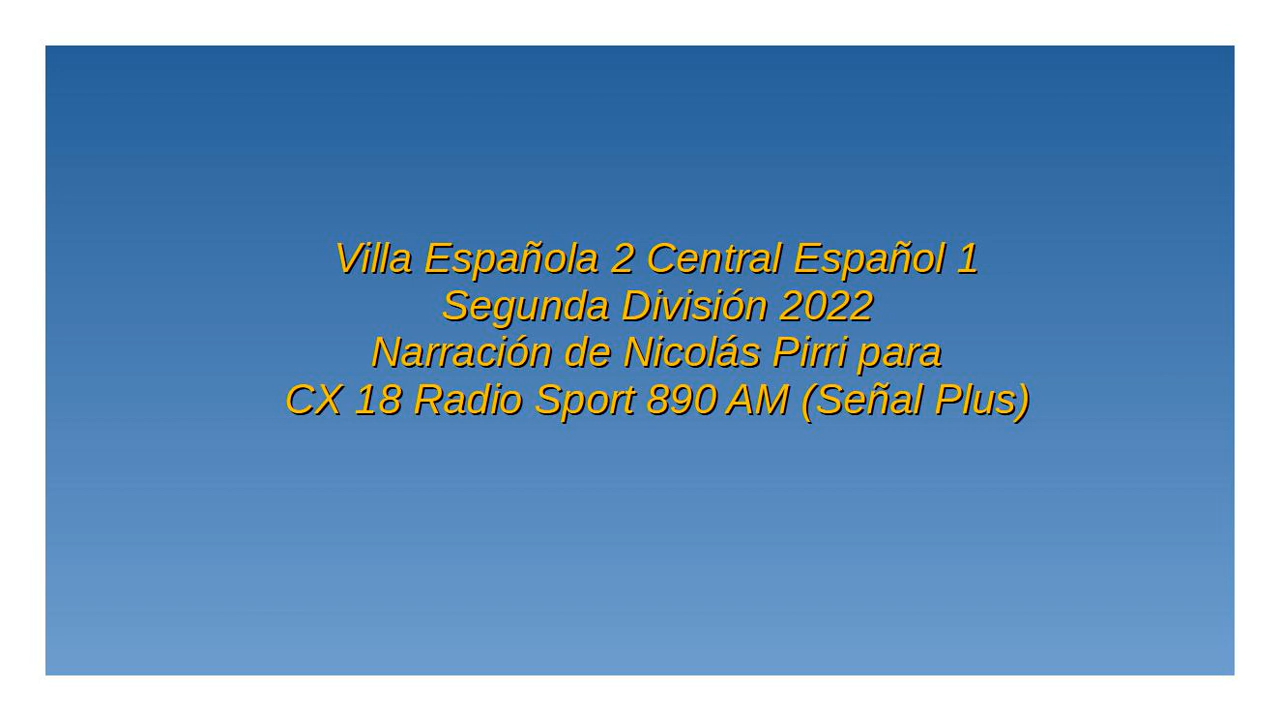 Villa Española 2 Central Español 1
Segunda División 2022
Narración de Nicolás Pirri para
CX 18 Radio Sport 890 AM (Señal Plus)